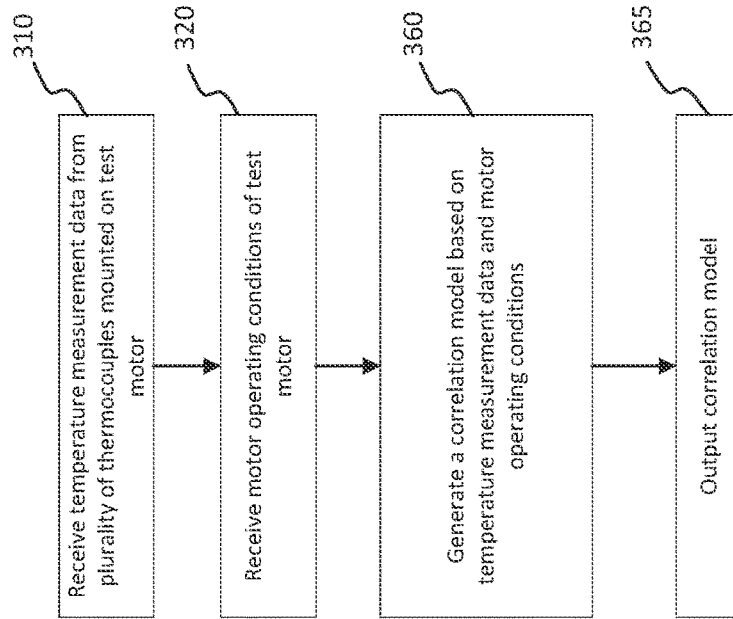 310
Receive temperature measurement data from
plurality of thermocouples mounted on test
motor
320
Receive motor operating conditions of test
motor
360
Generate a correlation model based on
temperature measurement data and motor
operating conditions
365
Output correlation model